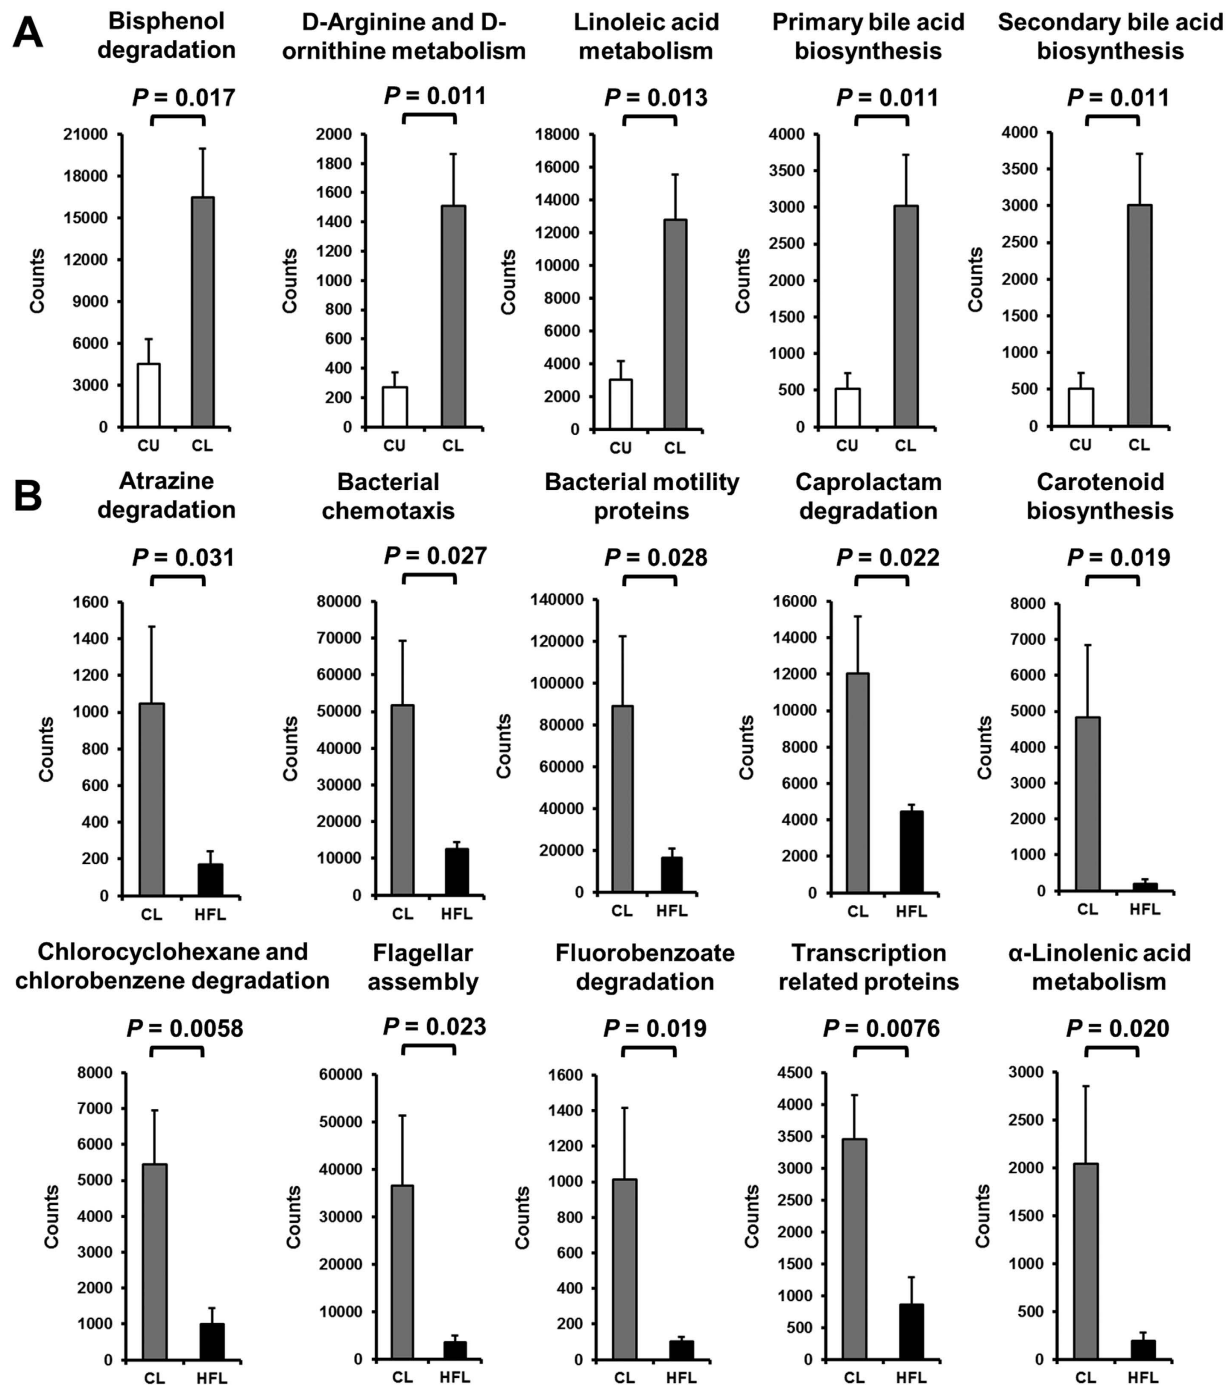 A
Bisphenol
degradation
D-Arginine and D-
ornithine metabolism
Linoleic acid
metabolism
Primary bile acid
biosynthesis
Secondary bile acid
biosynthesis
P = 0.017
P = 0.011
P = 0.013
P = 0.011
P = 0.011
Counts
21000
18000
15000
12000
9000
6000
3000
0
CU CL
Counts
2000
1800
1600
1400
1200
1000
800
600
400
200
0
CU CL
Counts
18000
16000
14000
12000
10000
8000
6000
4000
2000
0
CU CL
Counts
4000
3500
3000
2500
2000
1500
1000
500
0
CU CL
Counts
4000
3500
3000
2500
2000
1500
1000
500
0
CU CL
B
Atrazine
degradation
Bacterial
chemotaxis
Bacterial motility
proteins
Caprolactam
degradation
Carotenoid
biosynthesis
P = 0.031
P = 0.027
P = 0.028
P = 0.022
P = 0.019
Counts
1600
1400
1200
1000
800
600
400
200
0
CL HFL
Counts
80000
70000
60000
50000
40000
30000
20000
10000
0
CL HFL
Counts
140000
120000
100000
80000
60000
40000
20000
0
CL HFL
Counts
16000
14000
12000
10000
8000
6000
4000
2000
0
CL HFL
Counts
8000
7000
6000
5000
4000
3000
2000
1000
0
CL HFL
Chlorocyclohexane and
chlorobenzene degradation
Flagellar
assembly
Fluorobenzoate
degradation
Transcription
related proteins
α-Linolenic acid
metabolism
P = 0.0058
P = 0.023
P = 0.019
P = 0.0076
P = 0.020
Counts
8000
7000
6000
5000
4000
3000
2000
1000
0
CL HFL
Counts
60000
50000
40000
30000
20000
10000
0
CL HFL
Counts
1600
1400
1200
1000
800
600
400
200
0
CL HFL
Counts
4500
4000
3500
3000
2500
2000
1500
1000
500
0
CL HFL
Counts
3000
2500
2000
1500
1000
500
0
CL HFL